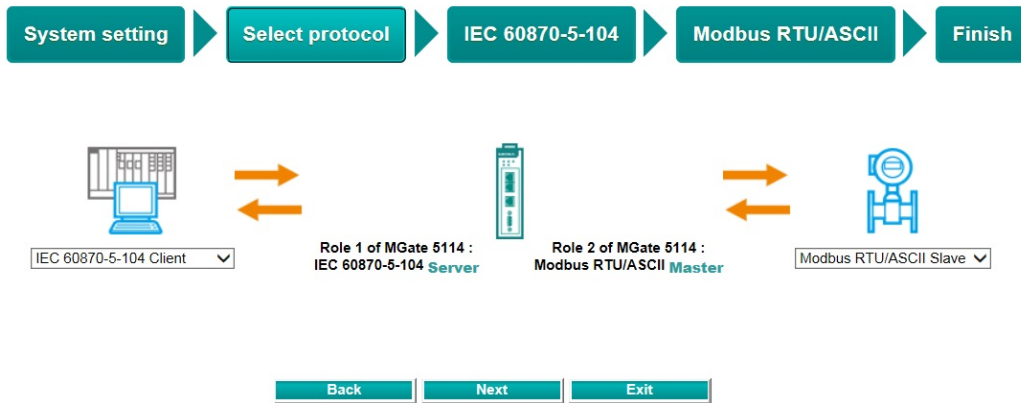 System setting
Select protocol
IEC 60870-5-104
Modbus RTU/ASCII
Finish
Role 1 of MGate 5114 :
IEC 60870-5-104 Server
Role 2 of MGate 5114 :
Modbus RTU/ASCII Master
IEC 60870-5-104 Client
Modbus RTU/ASCII Slave
Back
Next
Exit